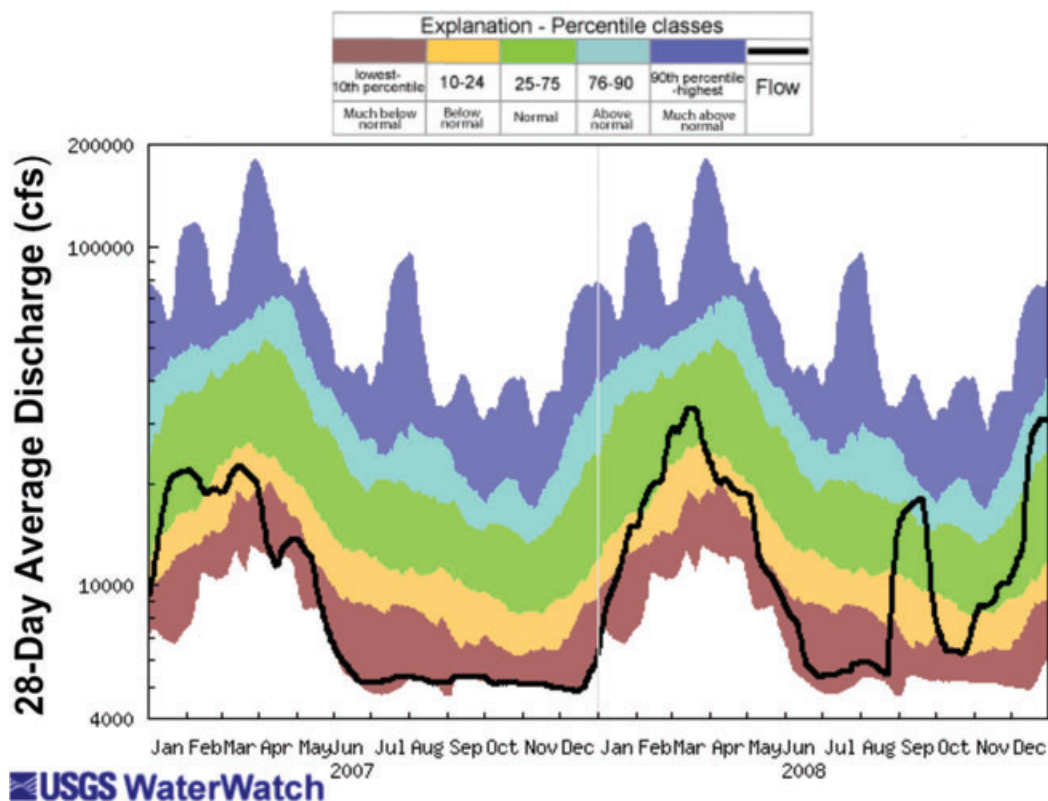 Explanation - Percentile classes
lowest-
10th percentile
10-24
25-75
76-90
90th percentile
-highest
Flow
Much below
normal
Below
normal
Normal
Above
normal
Much above
normal
28-Day Average Discharge (cfs)
200000
100000
10000
4000
Jan Feb Mar Apr May Jun Jul Aug Sep Oct Nov Dec Jan Feb Mar Apr May Jun Jul Aug Sep Oct Nov Dec
2007 2008
USGS WaterWatch